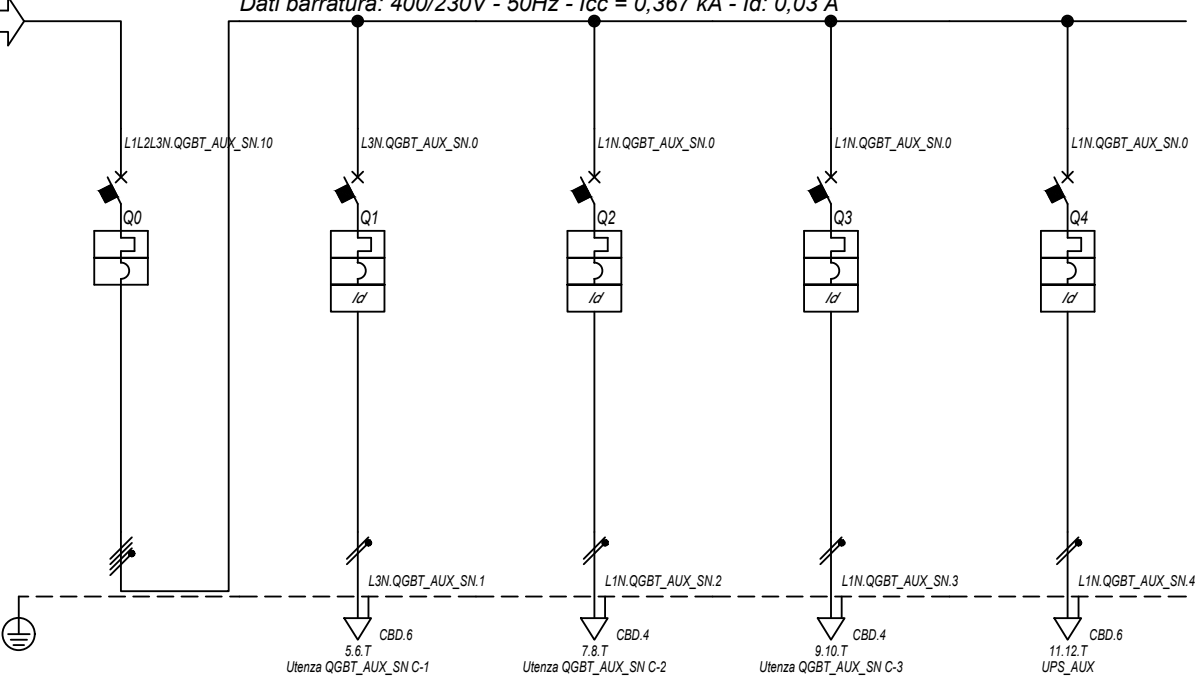 Dati barratura: 400/230V - 50Hz - Icc = 0,367 kA - Id: 0,03 A
L1L2L3N.QGBT_AUX_SN.10
L3N.QGBT_AUX_SN.0
L1N.QGBT_AUX_SN.0
L1N.QGBT_AUX_SN.0
L1N.QGBT_AUX_SN.0
Q0
Q1
Q2
Q3
Q4
Id
Id
Id
Id
L3N.QGBT_AUX_SN.1
L1N.QGBT_AUX_SN.2
L1N.QGBT_AUX_SN.3
L1N.QGBT_AUX_SN.4
CBD.6
CBD.4
CBD.4
CBD.6
5.6.T
7.8.T
9.10.T
11.12.T
Utenza QGBT_AUX_SN C-1
Utenza QGBT_AUX_SN C-2
Utenza QGBT_AUX_SN C-3
UPS_AUX